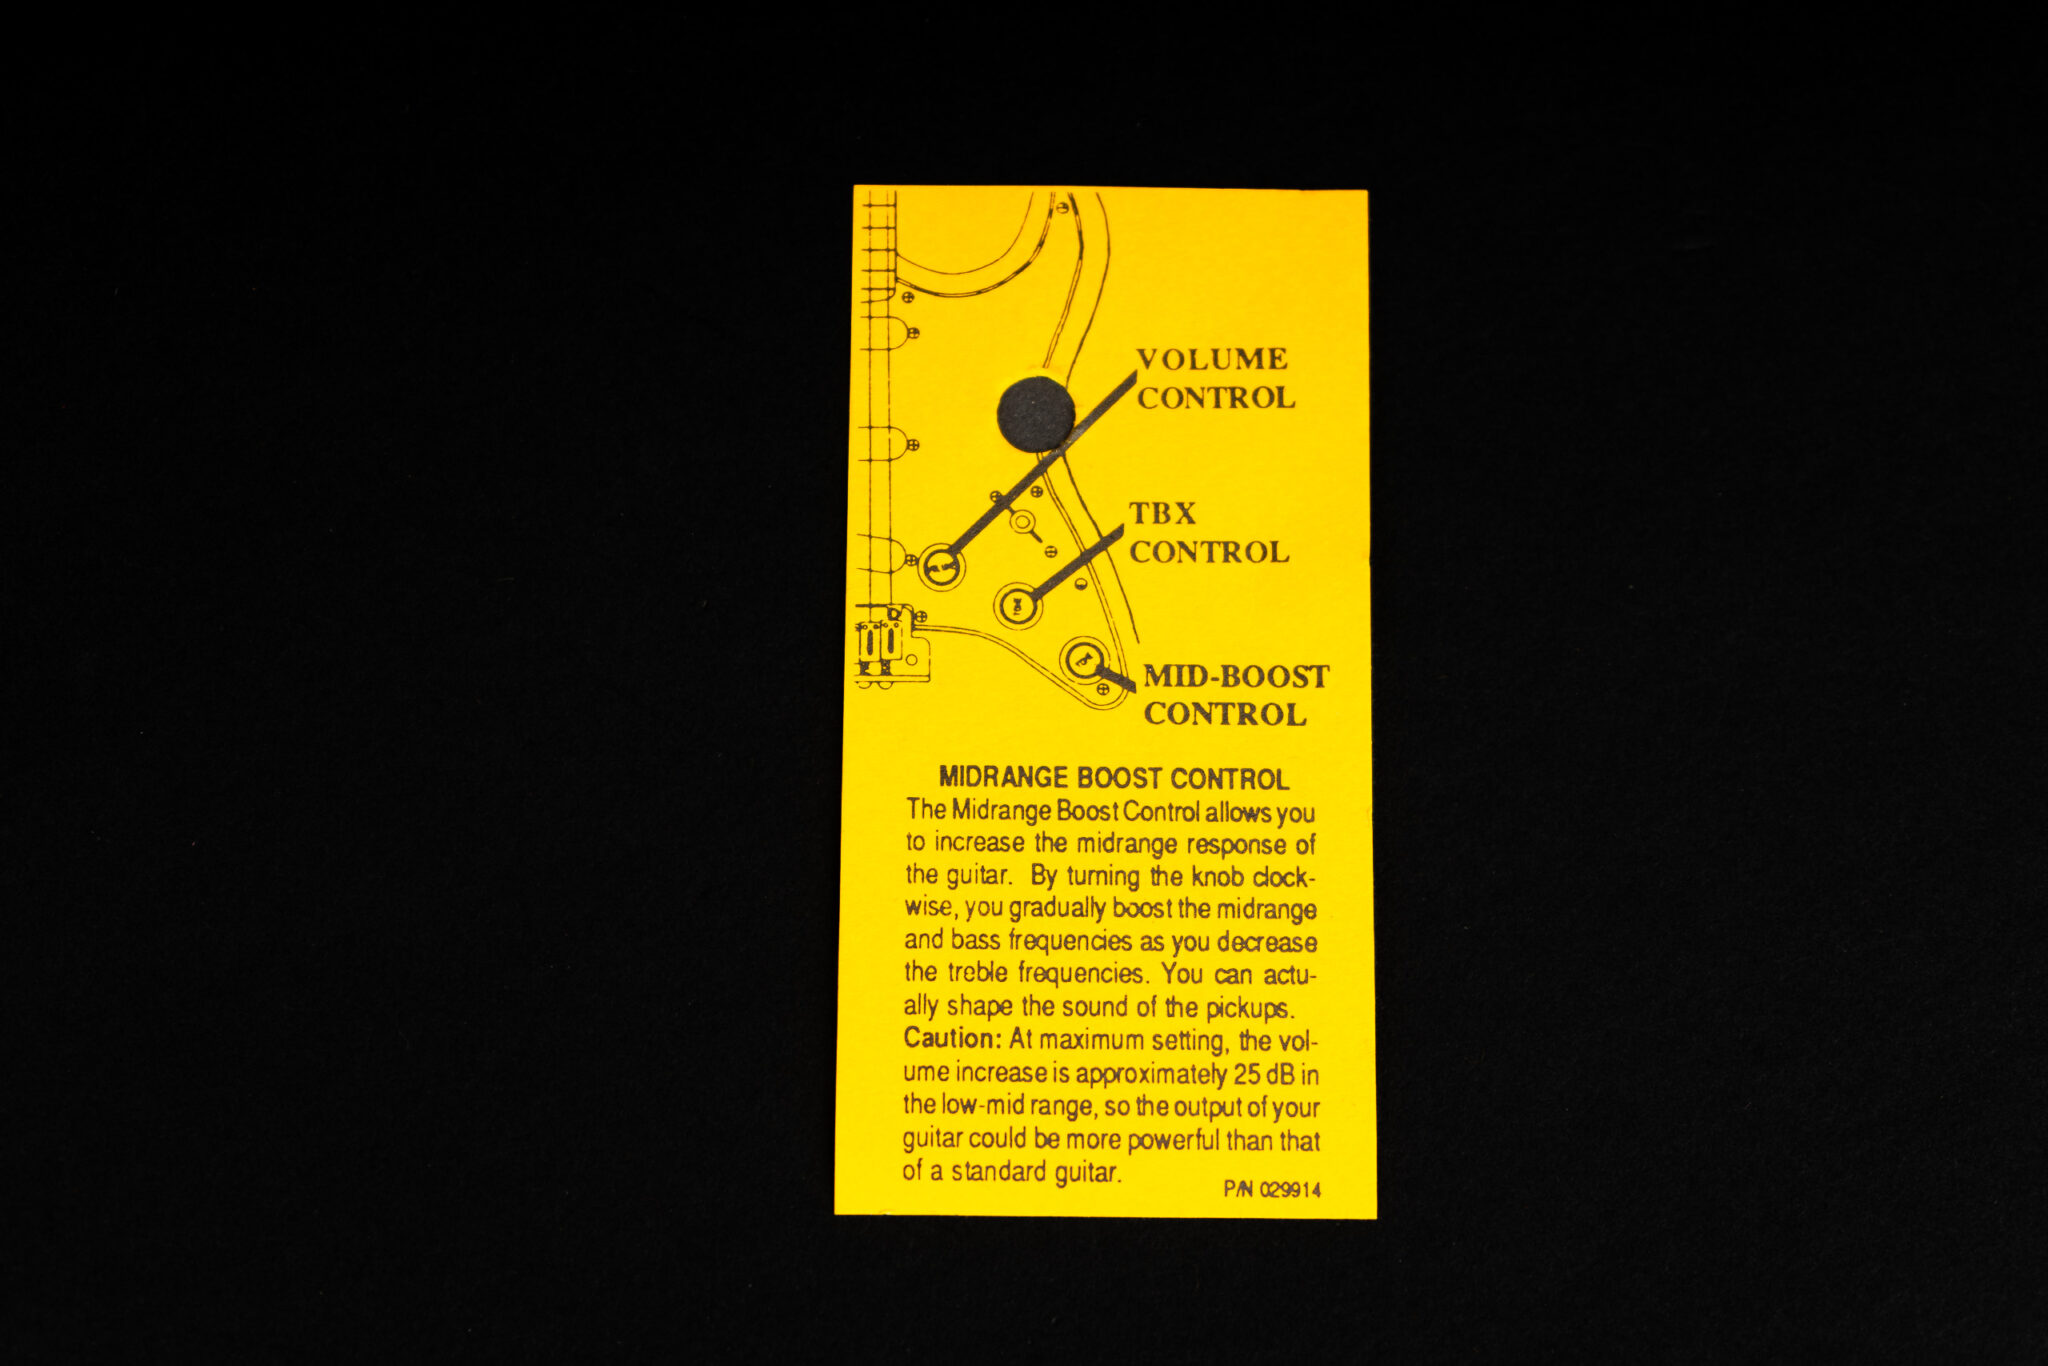 VOLUME
CONTROL
TBX
CONTROL
MID-BOOST
CONTROL
MIDRANGE BOOST CONTROL
The Midrange Boost Control allows you
to increase the midrange response of
the guitar. By turning the knob clock-
wise, you gradually boost the midrange
and bass frequencies as you decrease
the treble frequencies. You can actu-
ally shape the sound of the pickups.
Caution: At maximum setting, the vol-
ume increase is approximately 25 dB in
the low-mid range, so the output of your
guitar could be more powerful than that
of a standard guitar.
P/N 029914